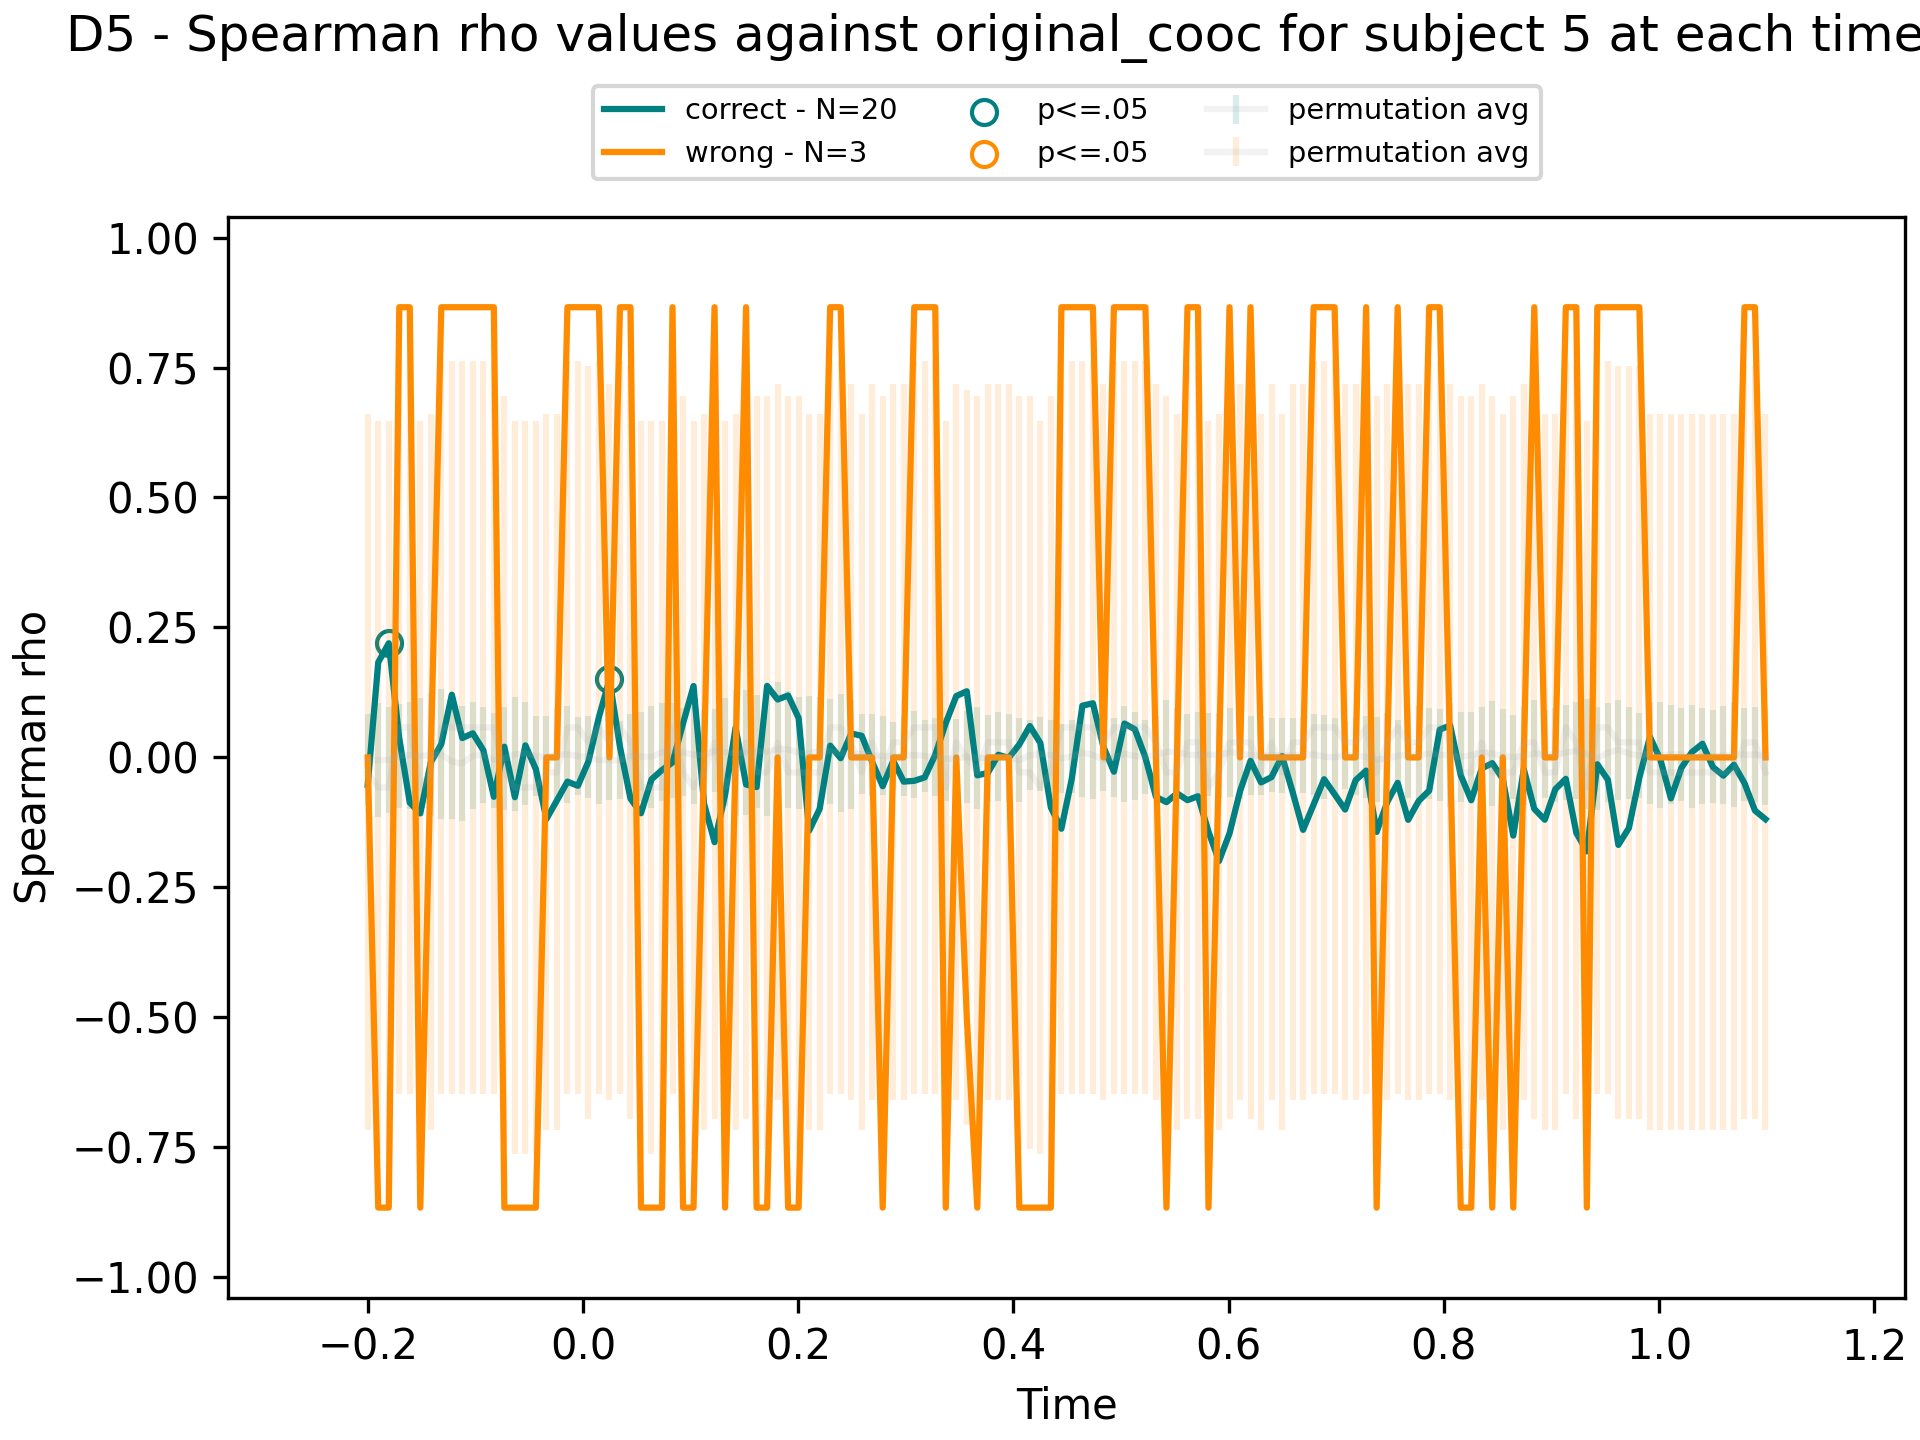 D5 - Spearman rho values against original_cooc for subject 5 at each time
correct - N=20 p<=.05 permutation avg
wrong - N=3 p<=.05 permutation avg
1.00
0.75
0.50
0.25
0.00
−0.25
−0.50
−0.75
−1.00
Spearman rho
−0.2 0.0 0.2 0.4 0.6 0.8 1.0 1.2
Time